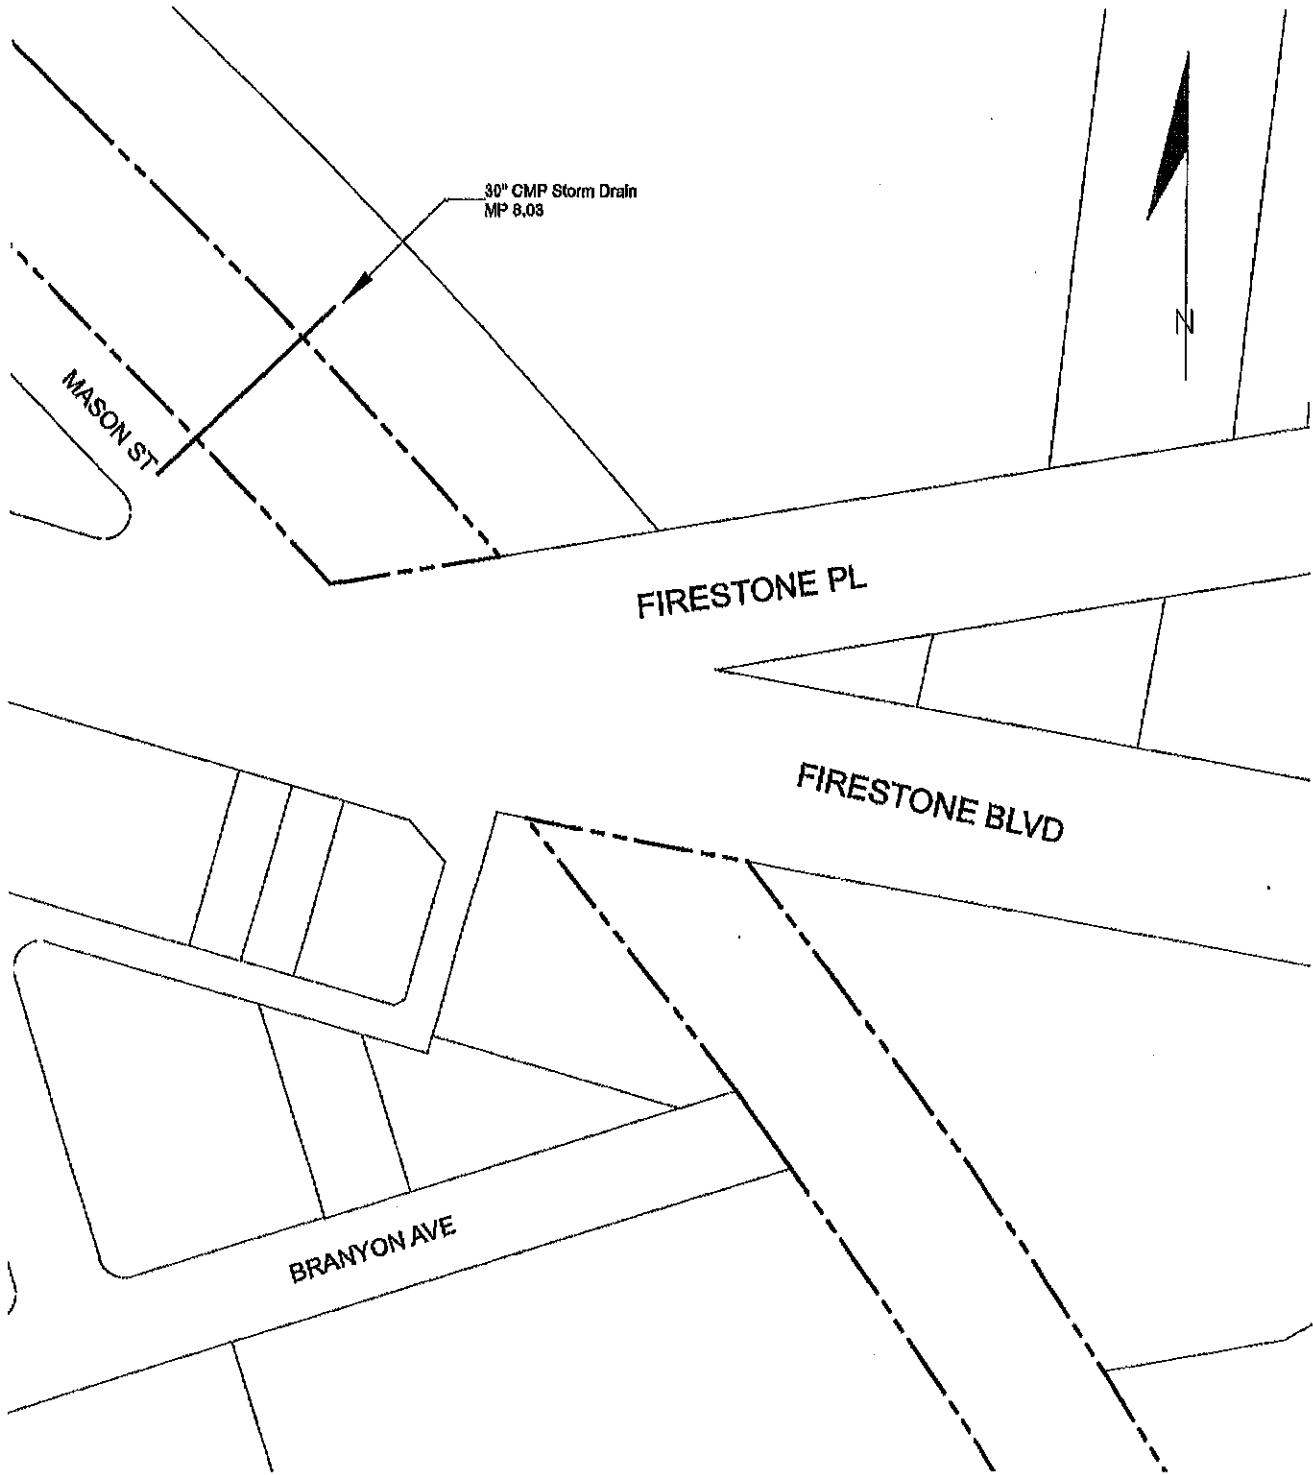 30" CMP Storm Drain
MP 8.03
MASON ST
FIRESTONE PL
FIRESTONE BLVD
BRANYON AVE
N